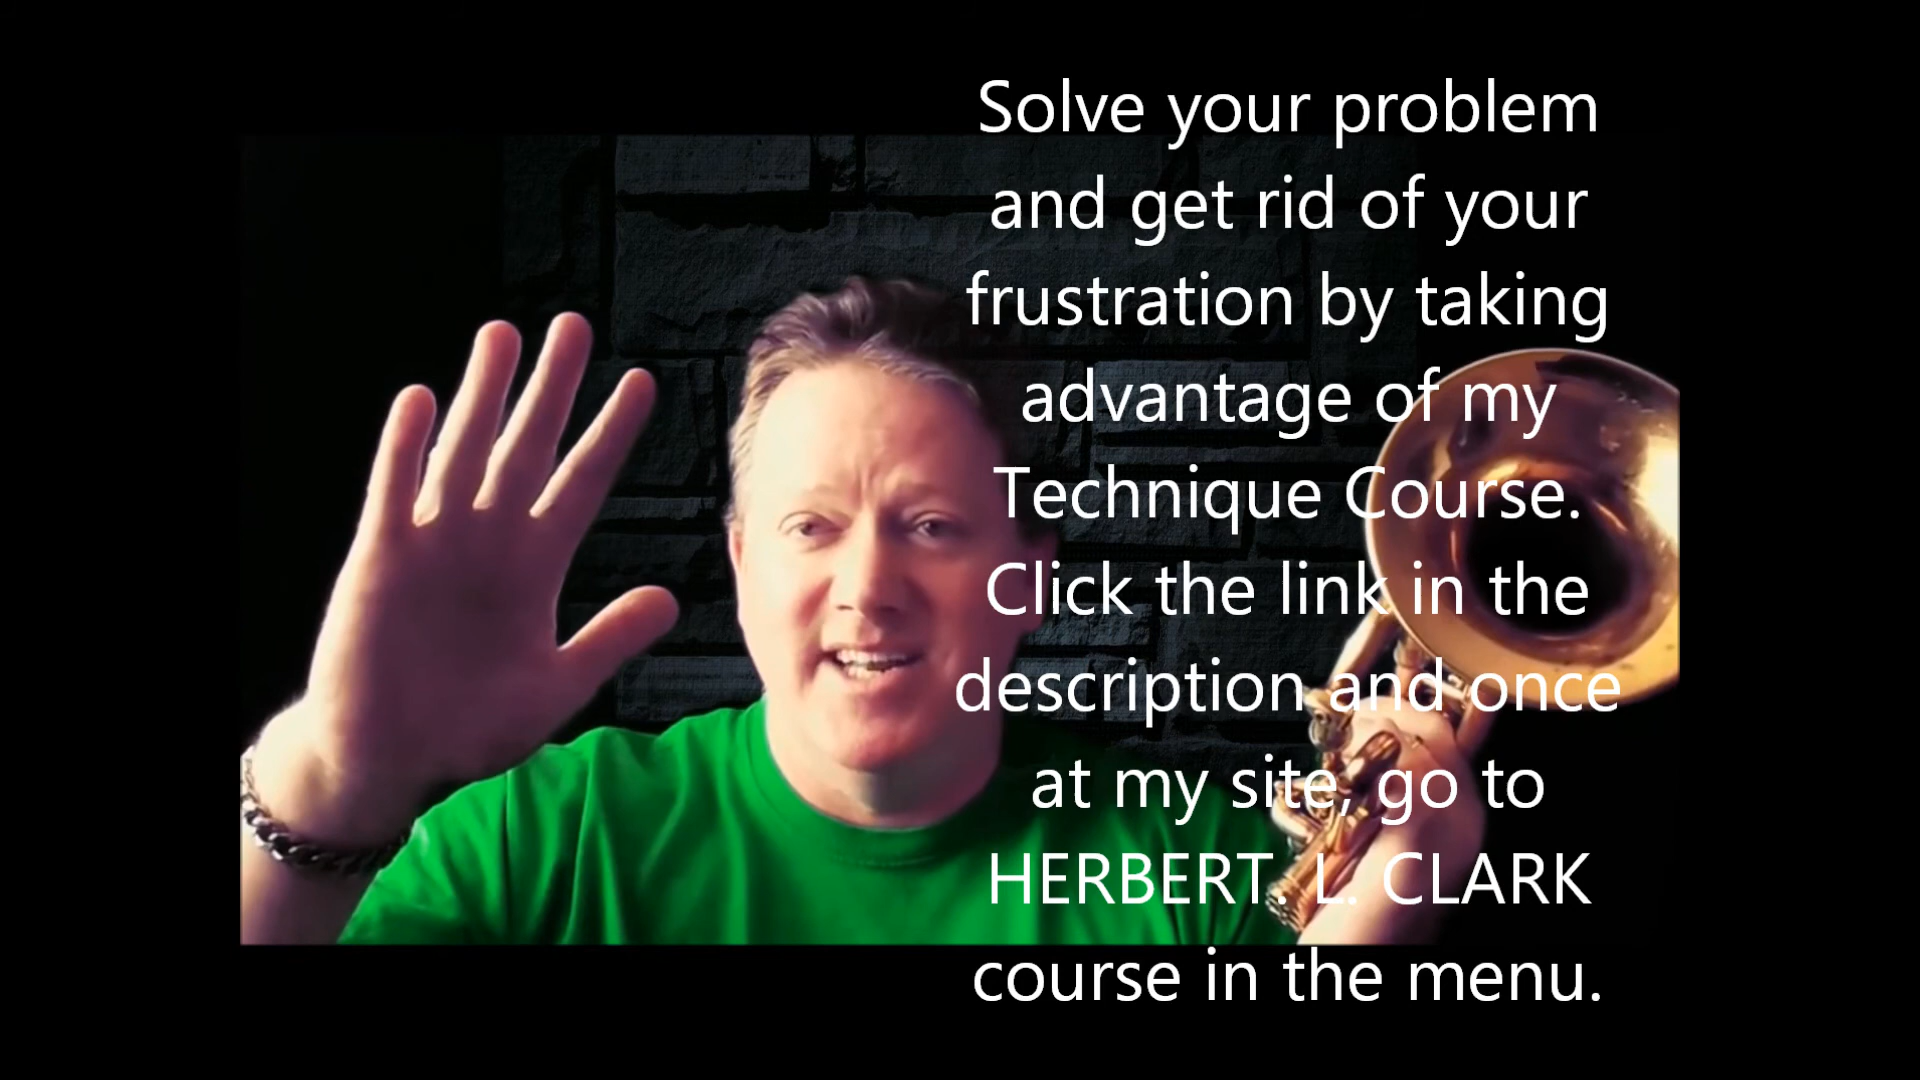 Solve your problem
and get rid of your
frustration by taking
advantage of my
Technique Course.
Click the link in the
description and once
at my site, go to
HERBERT. L. CLARK
course in the menu.